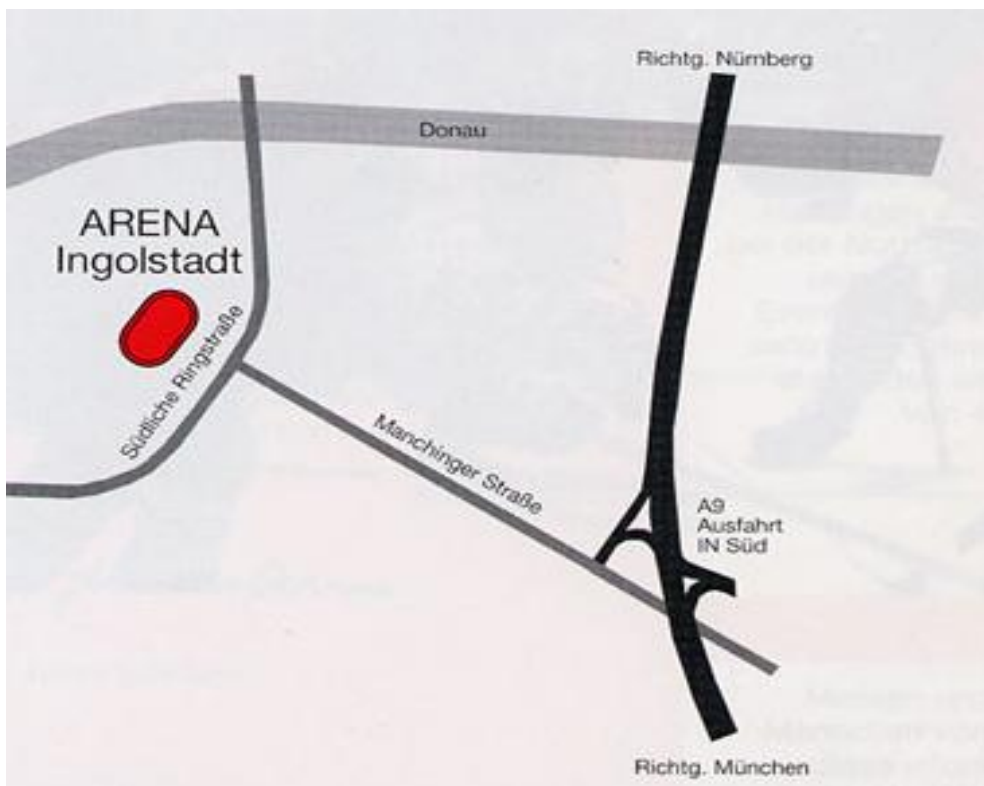 Richtg. Nürnberg
Donau
ARENA
Ingolstadt
Südliche Ringstraße
Manchinger Straße
A9
Ausfahrt
IN Süd
Richtg. München